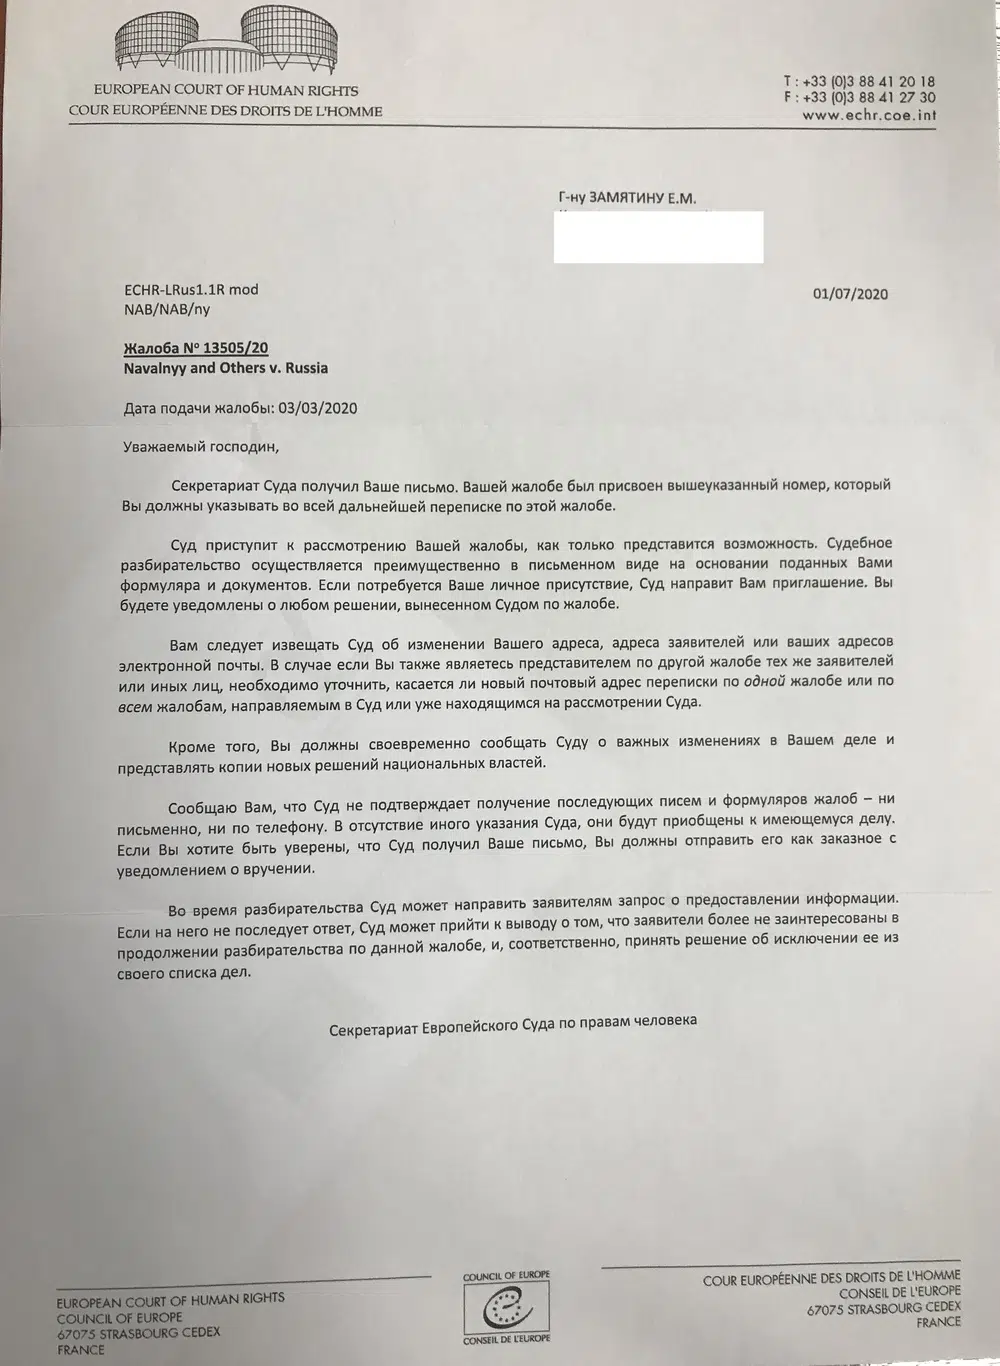 EUROPEAN COURT OF HUMAN RIGHTS
COUR EUROPÉENNE DES DROITS DE L'HOMME
T : +33 (0)3 88 41 20 18
F : +33 (0)3 88 41 27 30
www.echr.coe.int
Г-ну ЗАМЯТИНУ Е.М.
ECHR-LRus1.1R mod
NAB/NAB/ny
01/07/2020
Жалоба № 13505/20
Navalnyy and Others v. Russia
Дата подачи жалобы: 03/03/2020
Уважаемый господин,
Секретариат Суда получил Ваше письмо. Вашей жалобе был присвоен вышеуказанный номер, который
Вы должны указывать во всей дальнейшей переписке по этой жалобе.
Суд приступит к рассмотрению Вашей жалобы, как только представится возможность. Судебное
разбирательство осуществляется преимущественно в письменном виде на основании поданных Вами
формуляра и документов. Если потребуется Ваше личное присутствие, Суд направит Вам приглашение. Вы
будете уведомлены о любом решении, вынесенном Судом по жалобе.
Вам следует извещать Суд об изменении Вашего адреса, адреса заявителей или ваших адресов
электронной почты. В случае если Вы также являетесь представителем по другой жалобе тех же заявителей
или иных лиц, необходимо уточнить, касается ли новый почтовый адрес переписки по одной жалобе или по
всем жалобам, направляемым в Суд или уже находящимся на рассмотрении Суда.
Кроме того, Вы должны своевременно сообщать Суду о важных изменениях в Вашем деле и
представлять копии новых решений национальных властей.
Сообщаю Вам, что Суд не подтверждает получение последующих писем и формуляров жалоб – ни
письменно, ни по телефону. В отсутствие иного указания Суда, они будут приобщены к имеющемуся делу.
Если Вы хотите быть уверены, что Суд получил Ваше письмо, Вы должны отправить его как заказное с
уведомлением о вручении.
Во время разбирательства Суд может направить заявителям запрос о предоставлении информации.
Если на него не последует ответ, Суд может прийти к выводу о том, что заявители более не заинтересованы в
продолжении разбирательства по данной жалобе, и, соответственно, принять решение об исключении ее из
своего списка дел.
Секретариат Европейского Суда по правам человека
EUROPEAN COURT OF HUMAN RIGHTS
COUNCIL OF EUROPE
67075 STRASBOURG CEDEX
FRANCE
COUNCIL OF EUROPE
CONSEIL DE L'EUROPE
COUR EUROPÉENNE DES DROITS DE L'HOMME
CONSEIL DE L'EUROPE
67075 STRASBOURG CEDEX
FRANCE